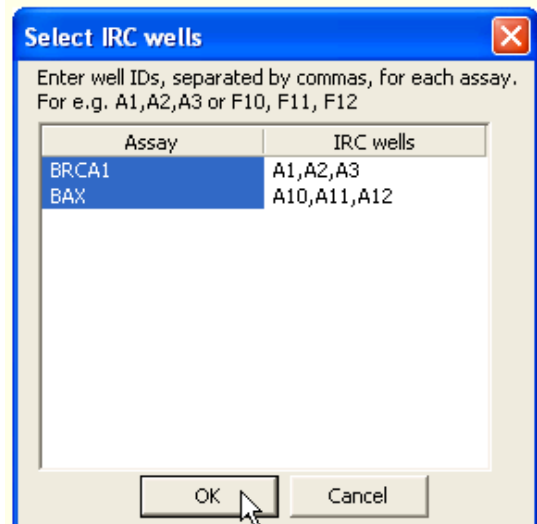 Select IRC wells
Enter well IDs, separated by commas, for each assay.
For e.g. A1,A2,A3 or F10, F11, F12
Assay IRC wells
BRCA1 A1,A2,A3
BAX A10,A11,A12
OK Cancel